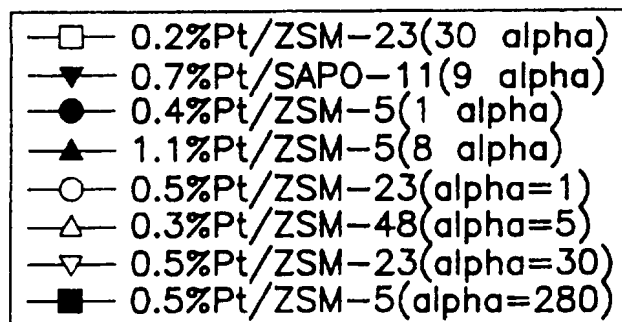 0.2%Pt/ZSM-23(30 alpha)
0.7%Pt/SAPO-11(9 alpha)
0.4%Pt/ZSM-5(1 alpha)
1.1%Pt/ZSM-5(8 alpha)
0.5%Pt/ZSM-23(alpha=1)
0.3%Pt/ZSM-48(alpha=5)
0.5%Pt/ZSM-23(alpha=30)
0.5%Pt/ZSM-5(alpha=280)